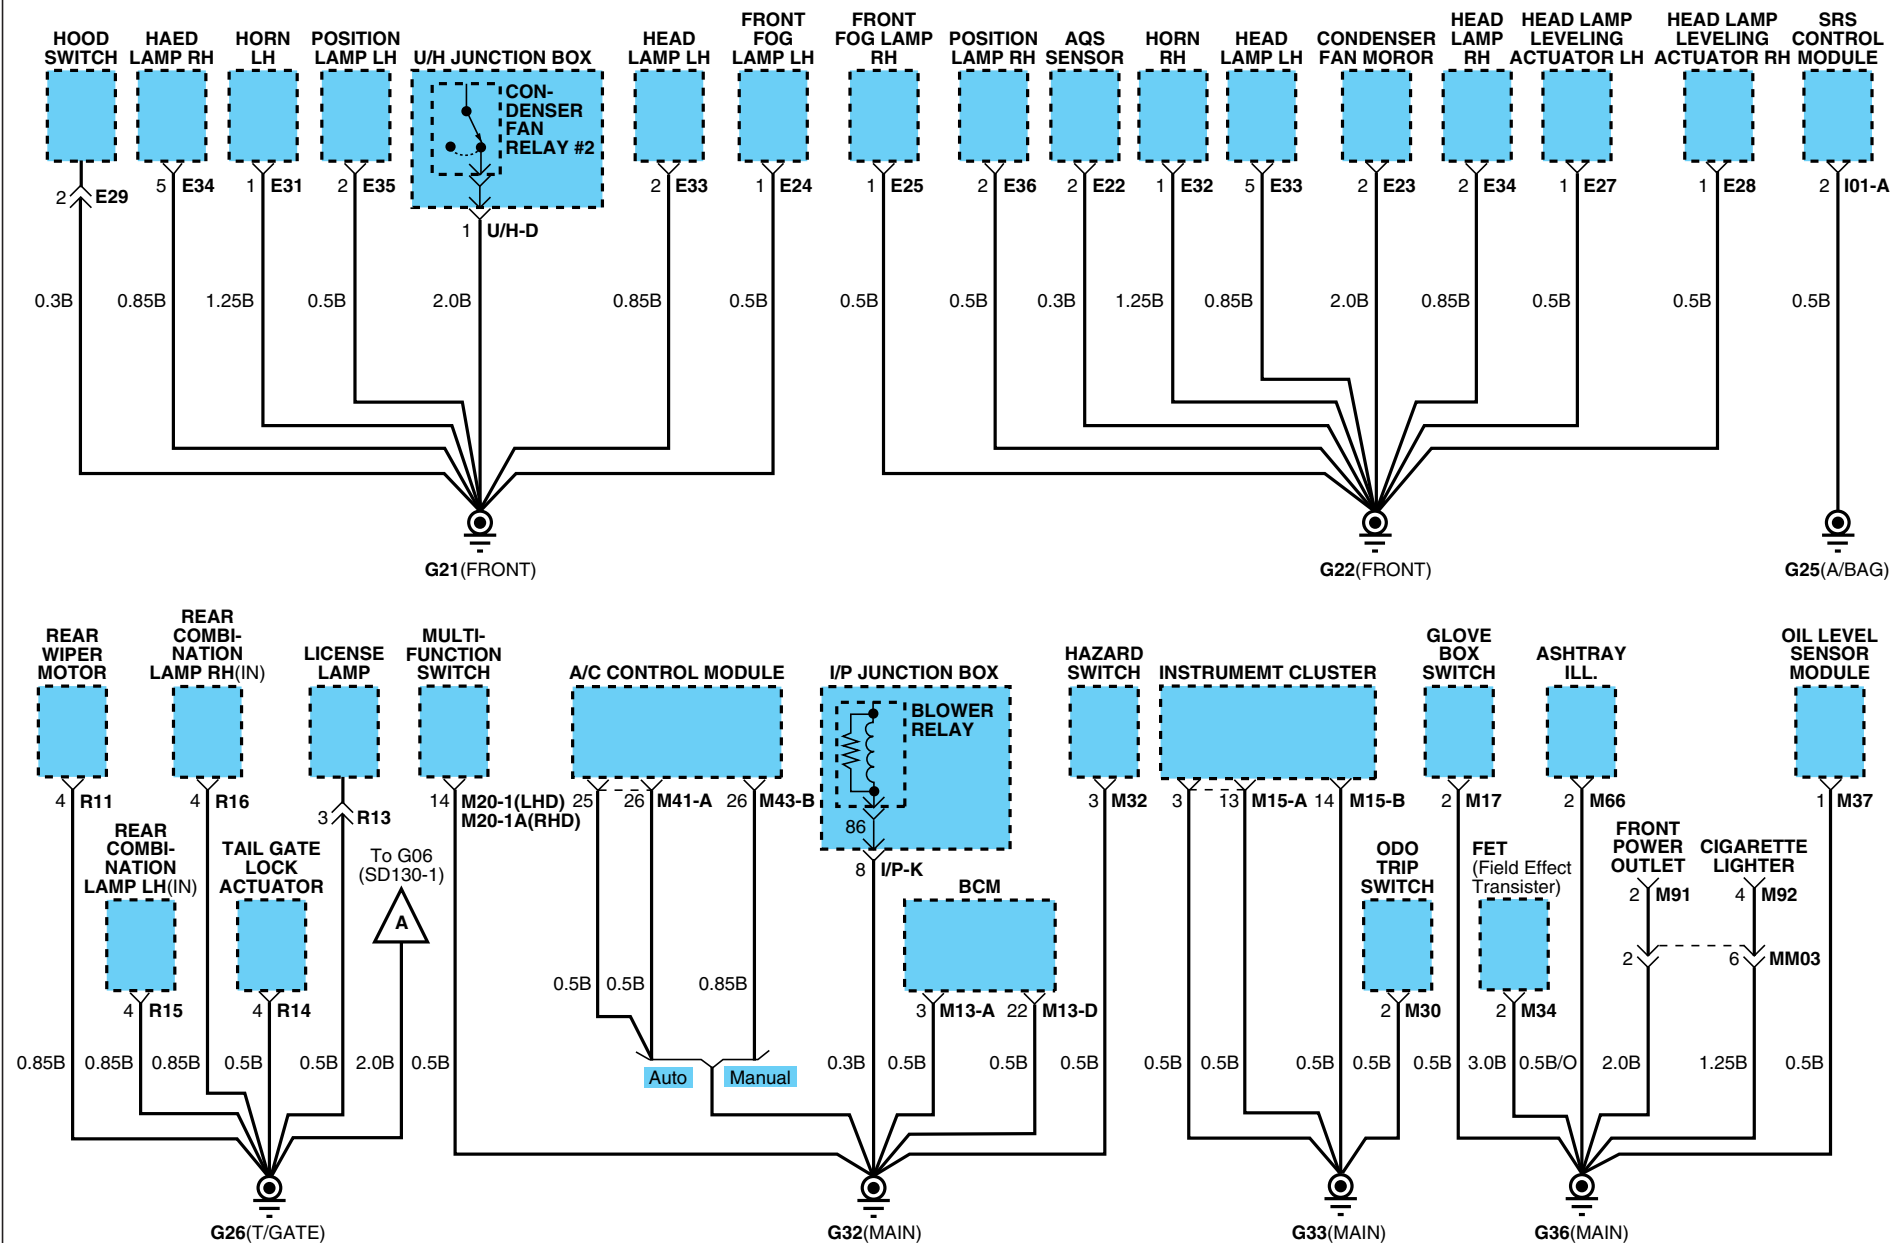 HOOD
SWITCH
HAED
LAMP RH
HORN
LH
POSITION
LAMP LH
U/H JUNCTION BOX
CON-
DENSER
FAN
RELAY #2
HEAD
LAMP LH
FRONT
FOG
LAMP LH
FRONT
FOG LAMP
RH
POSITION
LAMP RH
AQS
SENSOR
HORN
RH
HEAD
LAMP LH
CONDENSER
FAN MOROR
HEAD
LAMP
RH
HEAD LAMP
LEVELING
ACTUATOR LH
HEAD LAMP
LEVELING
ACTUATOR RH
SRS
CONTROL
MODULE
2 E29
5 E34
1 E31
2 E35
1 U/H-D
2 E33
1 E24
1 E25
2 E36
2 E22
1 E32
5 E33
2 E23
2 E34
1 E27
1 E28
2 I01-A
0.3B
0.85B
1.25B
0.5B
2.0B
0.85B
0.5B
0.5B
0.5B
0.3B
1.25B
0.85B
2.0B
0.85B
0.5B
0.5B
0.5B
G21(FRONT)
G22(FRONT)
G25(A/BAG)
REAR
WIPER
MOTOR
REAR
COMBI-
NATION
LAMP RH(IN)
LICENSE
LAMP
MULTI-
FUNCTION
SWITCH
A/C CONTROL MODULE
I/P JUNCTION BOX
BLOWER
RELAY
HAZARD
SWITCH
INSTRUMEMT CLUSTER
GLOVE
BOX
SWITCH
ASHTRAY
ILL.
OIL LEVEL
SENSOR
MODULE
4 R11
4 R16
3 R13
14 M20-1(LHD)
M20-1A(RHD)
25
26 M41-A
26 M43-B
86
8 I/P-K
3 M32
3
13 M15-A
14 M15-B
2 M17
2 M66
1 M37
REAR
COMBI-
NATION
LAMP LH(IN)
TAIL GATE
LOCK
ACTUATOR
To G06
(SD130-1)
A
BCM
ODO
TRIP
SWITCH
FET
(Field Effect
Transister)
FRONT
POWER
OUTLET
CIGARETTE
LIGHTER
2 M91
4 M92
2
6 MM03
4 R15
4 R14
0.5B
0.5B
0.85B
3 M13-A
22 M13-D
2 M30
2 M34
0.85B
0.85B
0.85B
0.5B
0.5B
2.0B
0.5B
Auto
Manual
0.3B
0.5B
0.5B
0.5B
0.5B
0.5B
0.5B
0.5B
0.5B
3.0B
0.5B/O
2.0B
1.25B
0.5B
G26(T/GATE)
G32(MAIN)
G33(MAIN)
G36(MAIN)